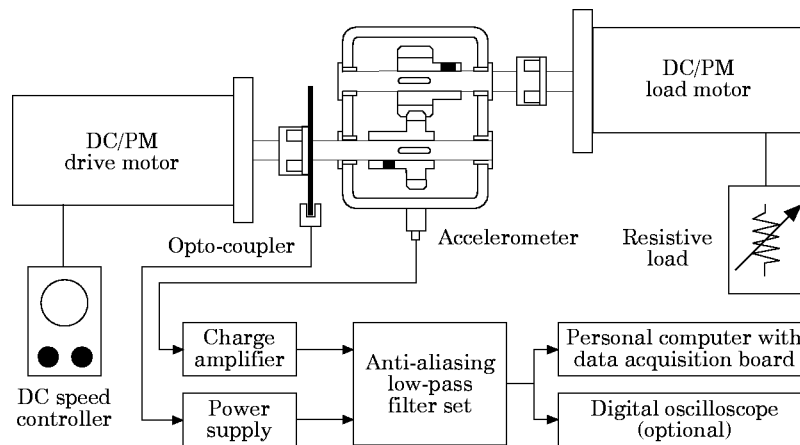 DC/PM
drive motor
DC/PM
load motor
Opto-coupler
Accelerometer
Resistive
load
DC speed
controller
Charge
amplifier
Power
supply
Anti-aliasing
low-pass
filter set
Personal computer with
data acquisition board
Digital oscilloscope
(optional)